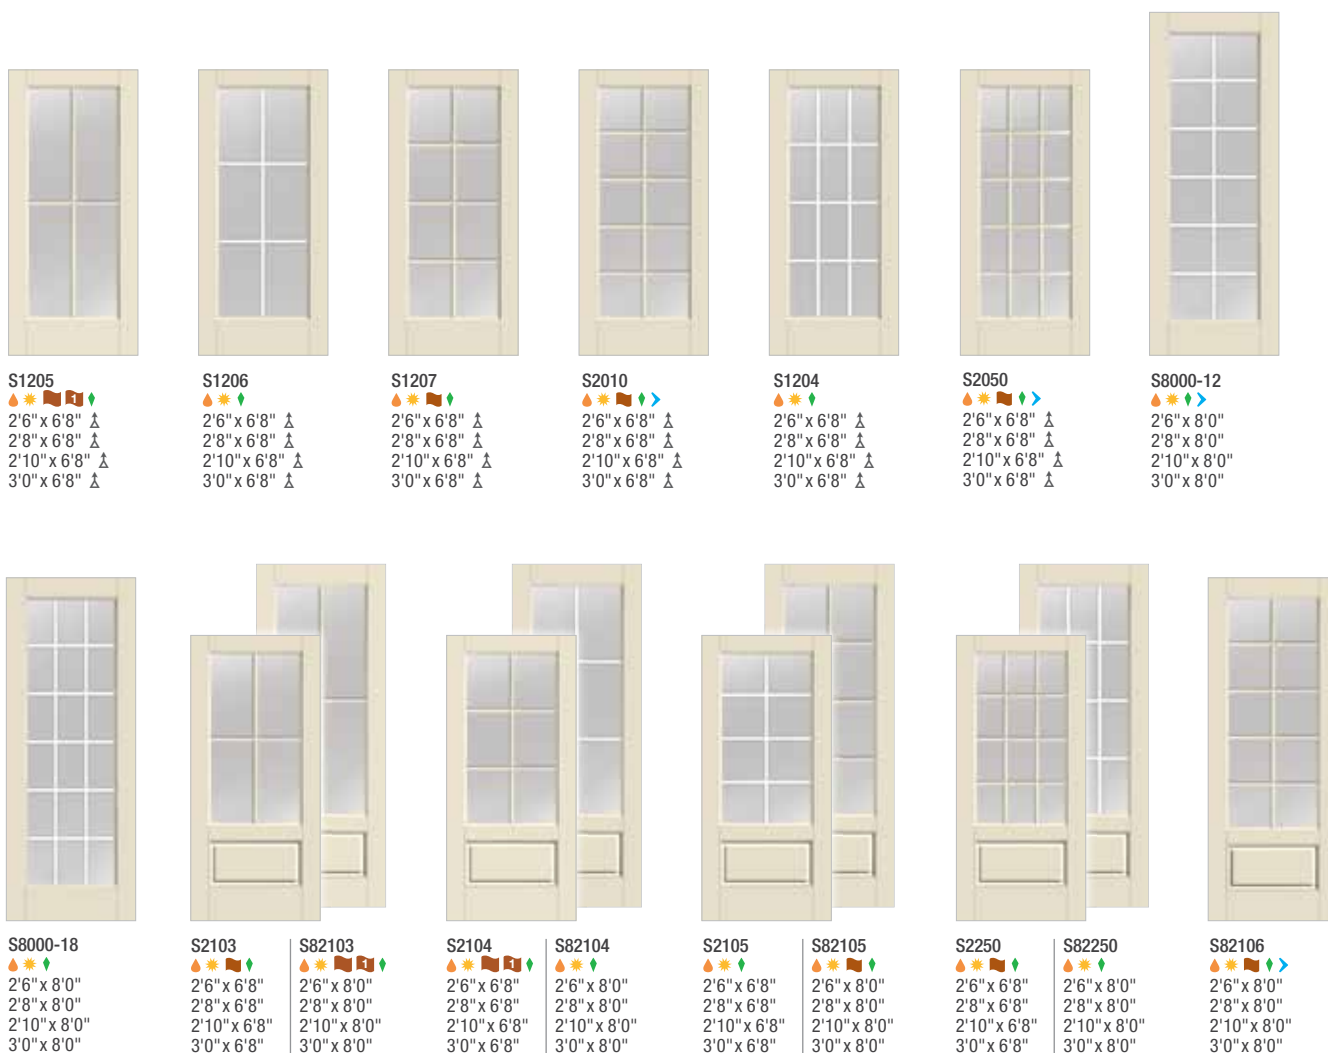 S1205
1
2'6" x 6'8"
2'8" x 6'8"
2'10" x 6'8"
3'0" x 6'8"
S1206
2'6" x 6'8"
2'8" x 6'8"
2'10" x 6'8"
3'0" x 6'8"
S1207
2'6" x 6'8"
2'8" x 6'8"
2'10" x 6'8"
3'0" x 6'8"
S2010
2'6" x 6'8"
2'8" x 6'8"
2'10" x 6'8"
3'0" x 6'8"
S1204
2'6" x 6'8"
2'8" x 6'8"
2'10" x 6'8"
3'0" x 6'8"
S2050
2'6" x 6'8"
2'8" x 6'8"
2'10" x 6'8"
3'0" x 6'8"
S8000-12
2'6" x 8'0"
2'8" x 8'0"
2'10" x 8'0"
3'0" x 8'0"
S8000-18
2'6" x 8'0"
2'8" x 8'0"
2'10" x 8'0"
3'0" x 8'0"
S2103
2'6" x 6'8"
2'8" x 6'8"
2'10" x 6'8"
3'0" x 6'8"
S82103
1
2'6" x 8'0"
2'8" x 8'0"
2'10" x 8'0"
3'0" x 8'0"
S2104
1
2'6" x 6'8"
2'8" x 6'8"
2'10" x 6'8"
3'0" x 6'8"
S82104
2'6" x 8'0"
2'8" x 8'0"
2'10" x 8'0"
3'0" x 8'0"
S2105
2'6" x 6'8"
2'8" x 6'8"
2'10" x 6'8"
3'0" x 6'8"
S82105
2'6" x 8'0"
2'8" x 8'0"
2'10" x 8'0"
3'0" x 8'0"
S2250
2'6" x 6'8"
2'8" x 6'8"
2'10" x 6'8"
3'0" x 6'8"
S82250
2'6" x 8'0"
2'8" x 8'0"
2'10" x 8'0"
3'0" x 8'0"
S82106
2'6" x 8'0"
2'8" x 8'0"
2'10" x 8'0"
3'0" x 8'0"